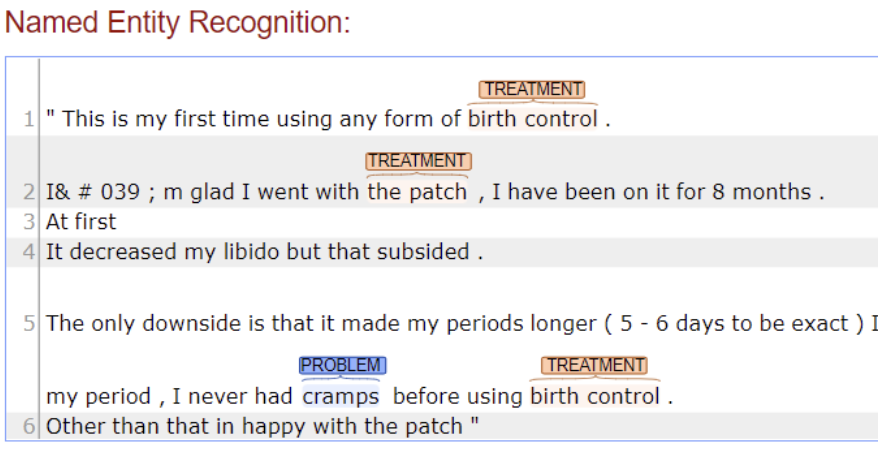 Named Entity Recognition:
TREATMENT
1 " This is my first time using any form of birth control .
TREATMENT
2 I& # 039 ; m glad I went with the patch , I have been on it for 8 months .
3 At first
4 It decreased my libido but that subsided .
5 The only downside is that it made my periods longer ( 5 - 6 days to be exact ) I
PROBLEM TREATMENT
my period , I never had cramps before using birth control .
6 Other than that in happy with the patch "